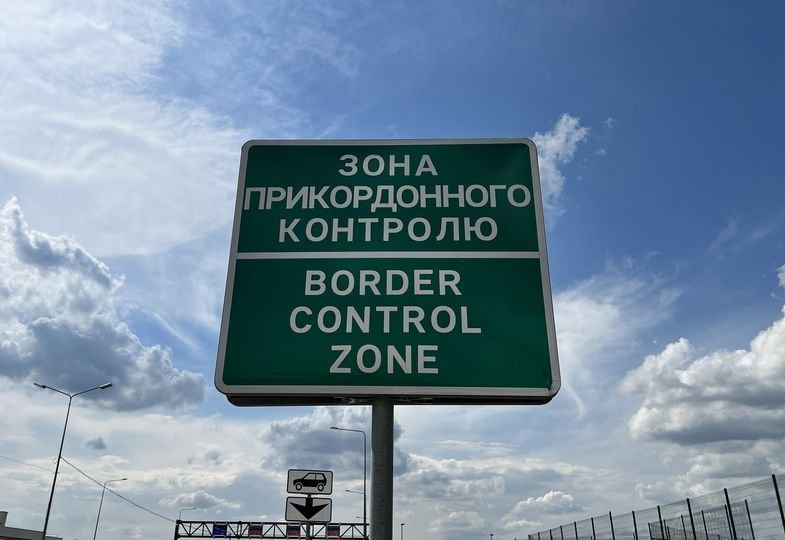 ЗОНА
ПРИКОРДОННОГО
КОНТРОЛЮ
BORDER
CONTROL
ZONE